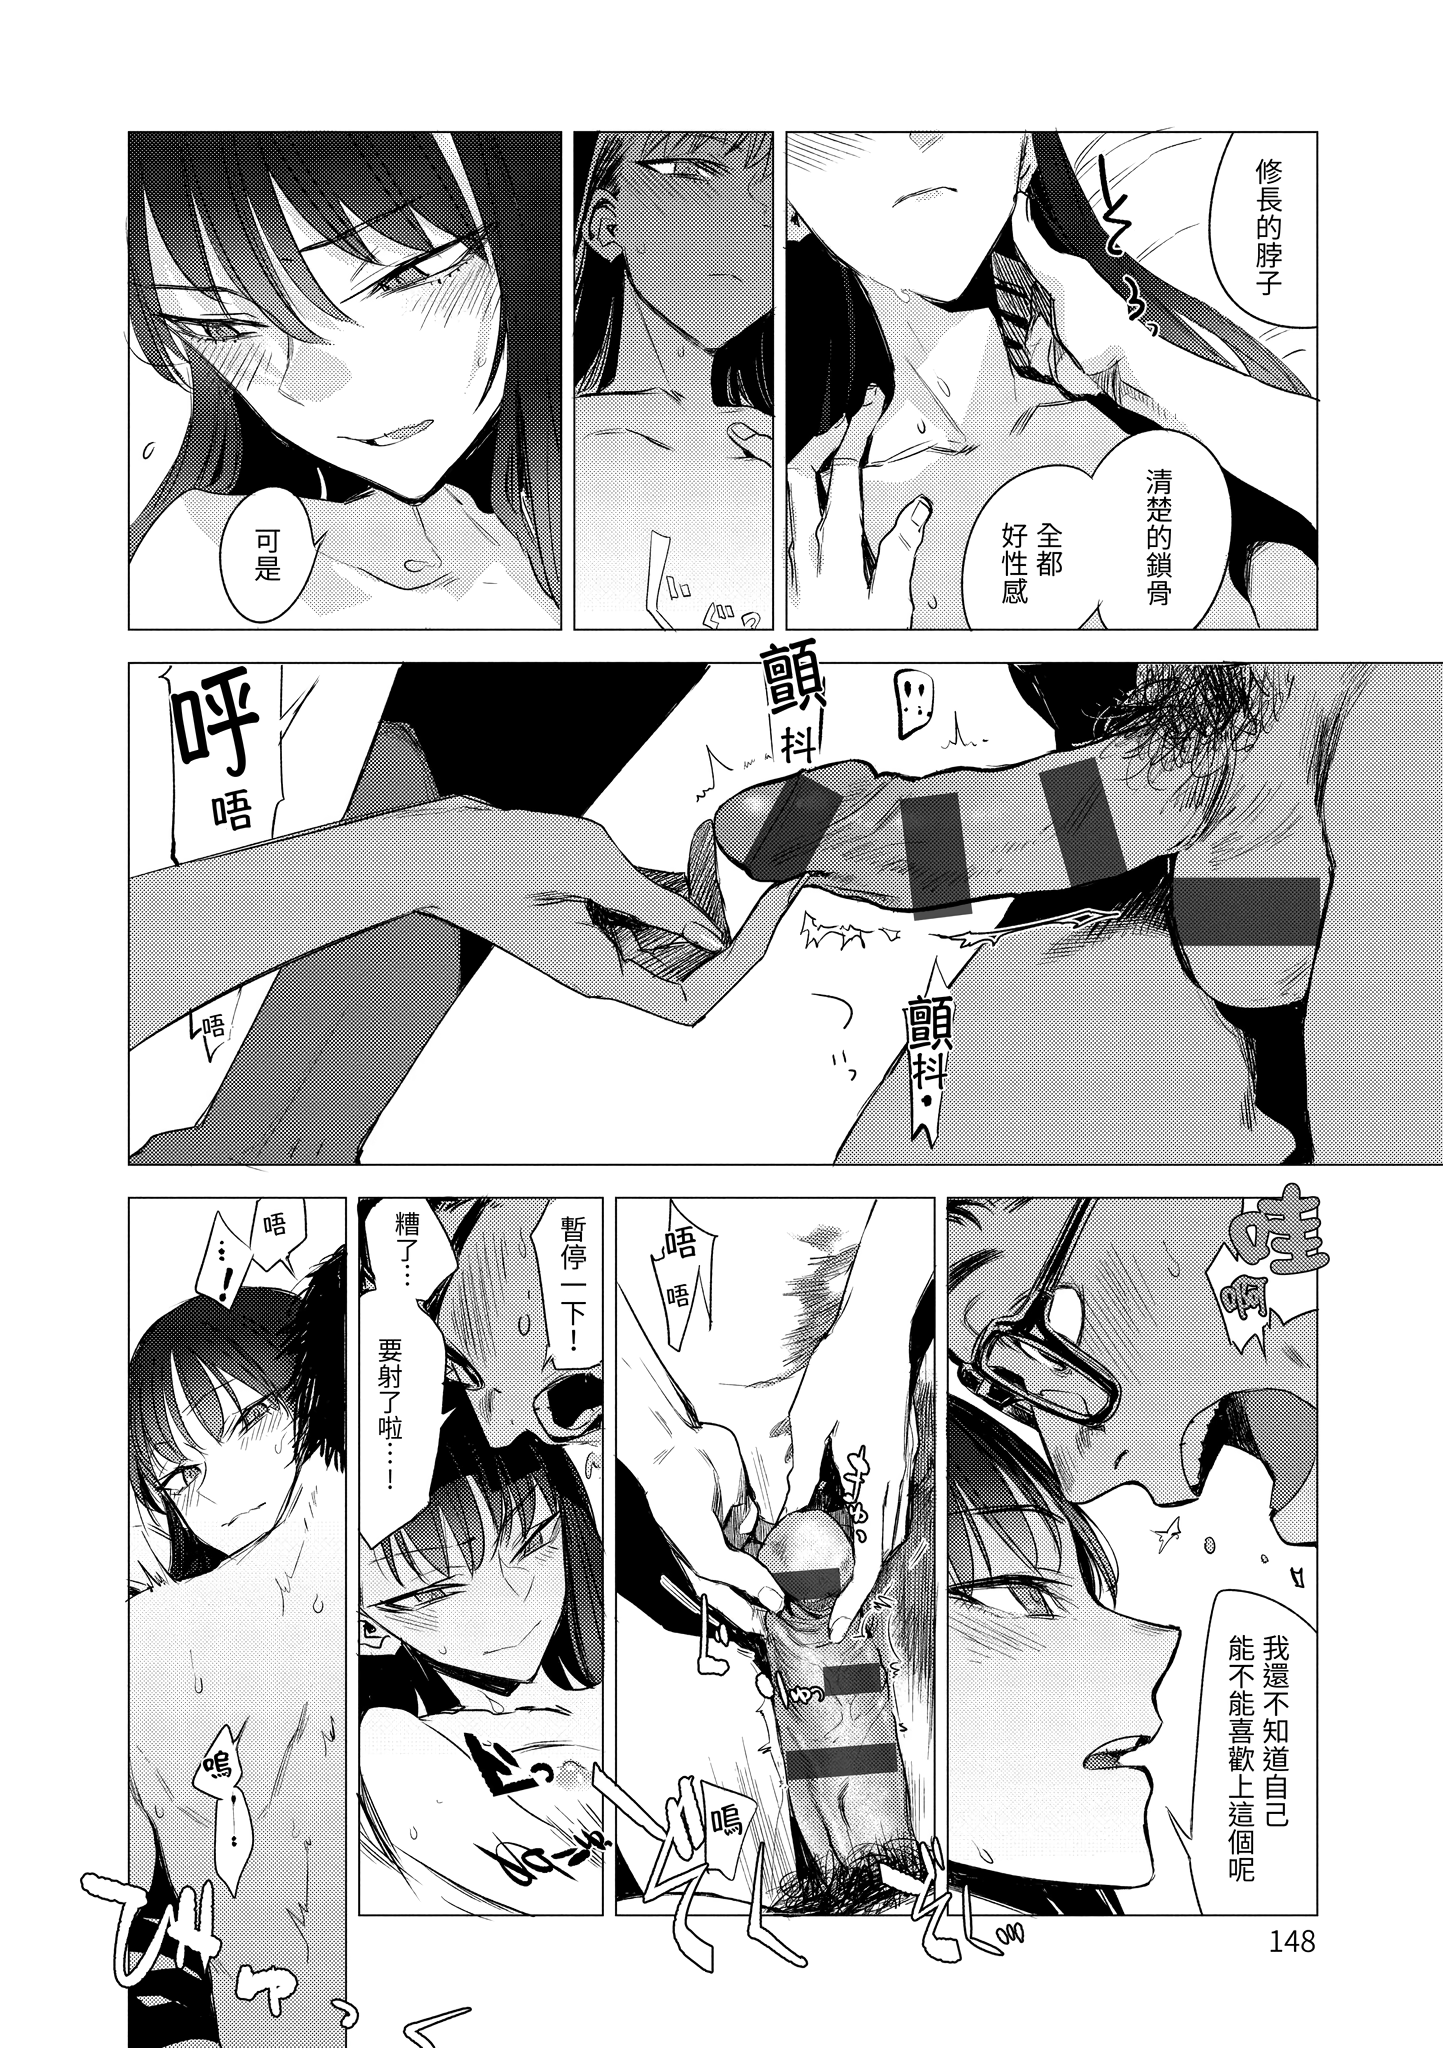 修長的脖子
清楚的鎖骨
全都
好性感
可是
顫
抖
呼
唔
唔
顫
抖
哇
啊
我還不知道自己
能不能喜歡上這個呢
唔
唔
嗚
暫停一下！
糟了…
要射了啦…！
唔
…！
嗚
…
148